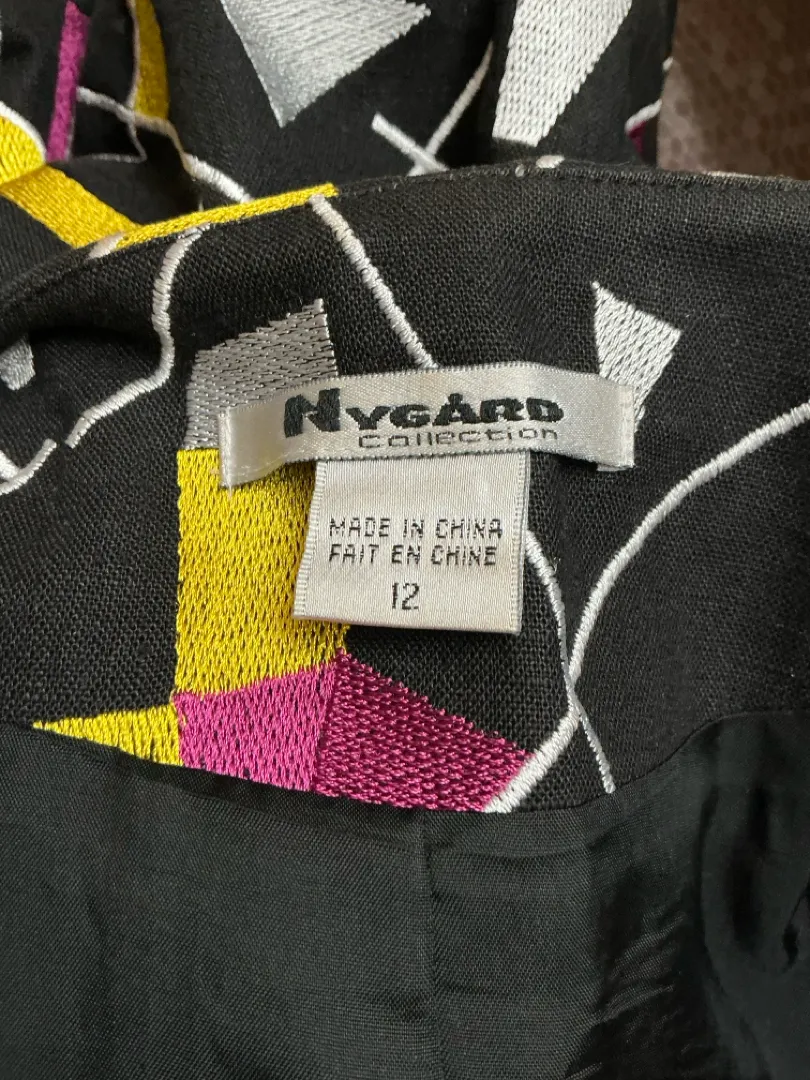 NYGÅRD
Collection
MADE IN CHINA
FAIT EN CHINE
12